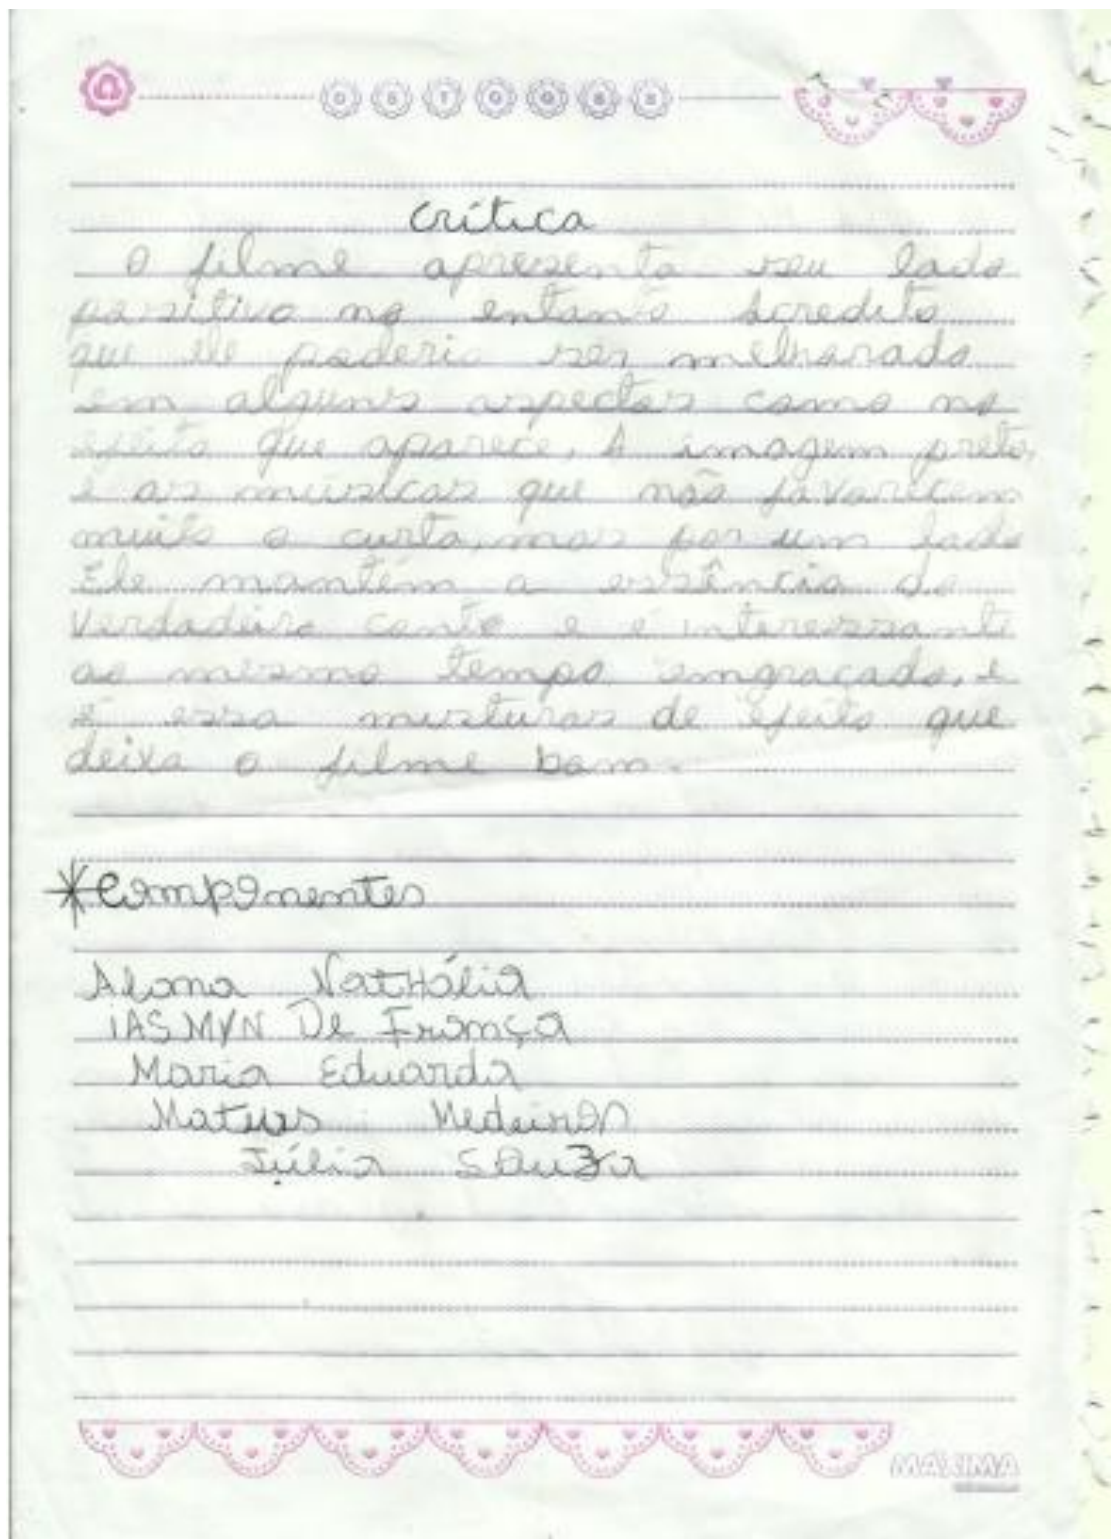 D S T Q Q S S
Crítica
O filme apresenta seu lado
positivo no entanto Acredito
que ele poderia ser melhorado
em alguns aspectos como no
efeito que aparece, A imagem preta,
e as músicas que não favorecem
muito o curta, mas por um lado
Ele mantém a essência do
Verdadeiro conto e é interessante
ao mesmo tempo engraçado, e
é essa misturas de efeito que
deixa o filme bom.
*Componentes
Alana NatHália
IASMYN De França
Maria Eduarda
Mateus Medeiros
Júlia Souza
MÁXIMA